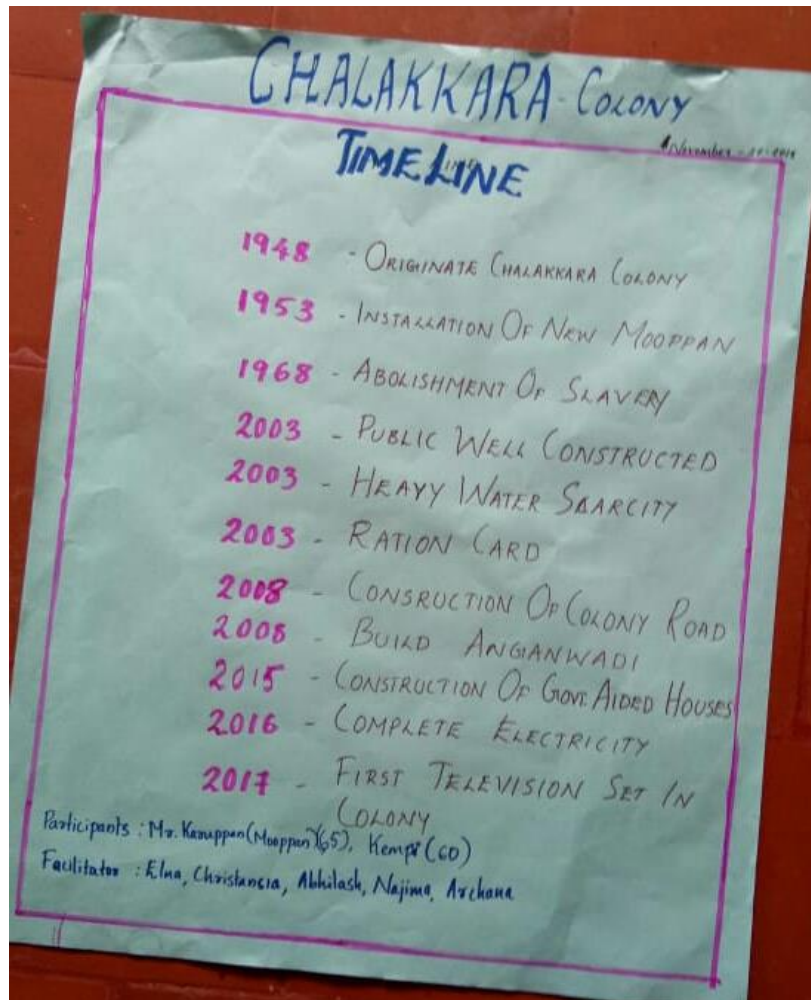 CHALAKKARA - COLONY
November
TIMELINE
1948 - ORIGINATE CHALAKKARA COLONY
1953 - INSTALLATION OF NEW MOOPPAN
1968 - ABOLISHMENT OF SLAVERY
2003 - PUBLIC WELL CONSTRUCTED
2003 - HEAVY WATER SCARCITY
2003 - RATION CARD
2008 - CONSRUCTION OF COLONY ROAD
2008 - BUILD ANGANWADI
2015 - CONSTRUCTION OF GOVT. AIDED HOUSES
2016 - COMPLETE ELECTRICITY
2017 - FIRST TELEVISION SET IN
COLONY
Participants : Mr. Karuppan (Mooppan) (65), Kempi (60)
Facilitator : Elna, Christancia, Abhilash, Najima, Archana